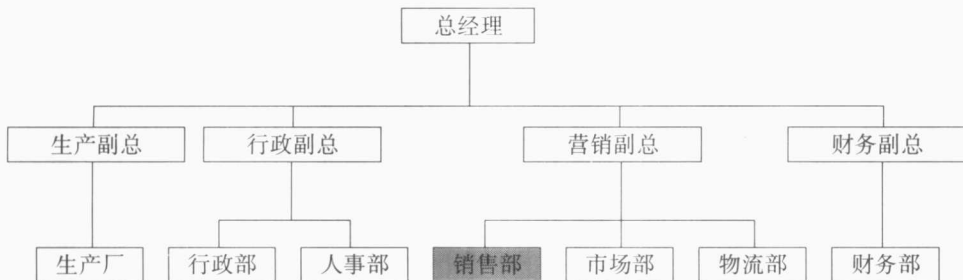 总经理
生产副总 行政副总 营销副总 财务副总
生产厂 行政部 人事部 销售部 市场部 物流部 财务部